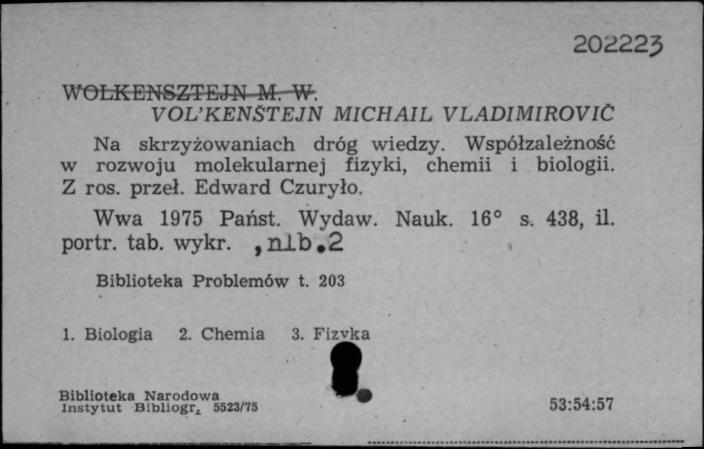 202223
WOLKENSZTEJN M. W.
VOL'KENŠTEJN MICHAIL VLADIMIROVIČ
Na skrzyżowaniach dróg wiedzy. Współzależność
w rozwoju molekularnej fizyki, chemii i biologii.
Z ros. przeł. Edward Czuryło.
Wwa 1975 Państ. Wydaw. Nauk. 16° s. 438, il.
portr. tab. wykr. , nlb.2
Biblioteka Problemów t. 203
1. Biologia 2. Chemia 3. Fizyka
Biblioteka Narodowa
Instytut Bibliogr. 5523/75
53:54:57